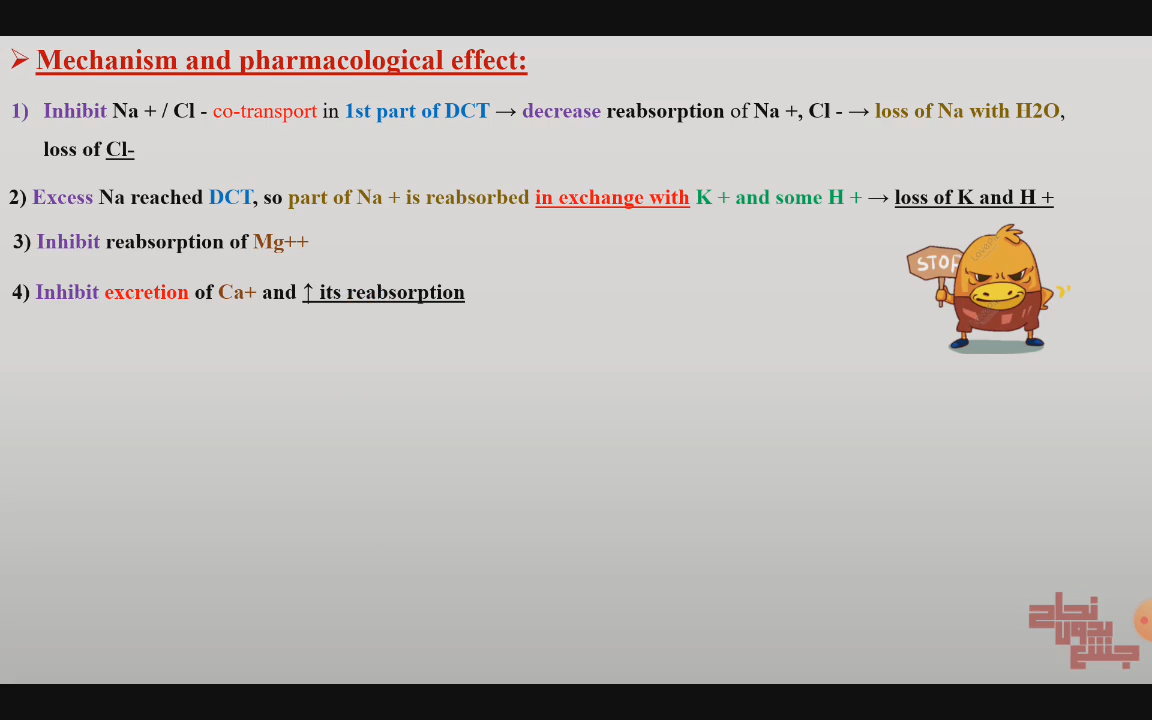 ➢ Mechanism and pharmacological effect:
1) Inhibit Na + / Cl - co-transport in 1st part of DCT → decrease reabsorption of Na +, Cl - → loss of Na with H2O,
loss of Cl-
2) Excess Na reached DCT, so part of Na + is reabsorbed in exchange with K + and some H + → loss of K and H +
3) Inhibit reabsorption of Mg++
STOP
4) Inhibit excretion of Ca+ and ↑ its reabsorption
نجاح
بدون
جشع